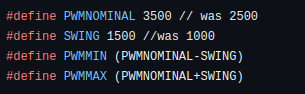 #define PWMNOMINAL 3500 // was 2500
#define SWING 1500 //was 1000
#define PWMMIN (PWMNOMINAL-SWING)
#define PWMMAX (PWMNOMINAL+SWING)